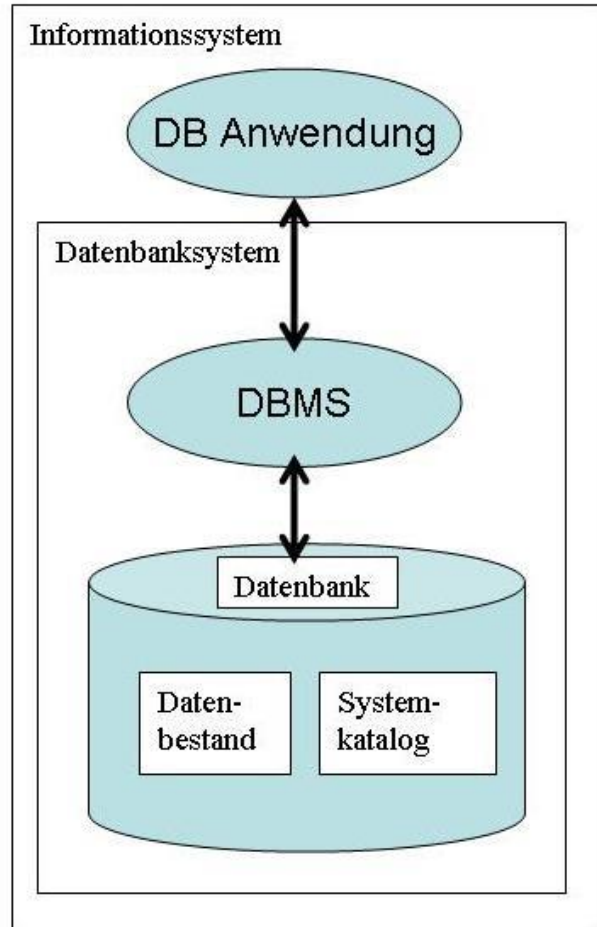 Informationssystem
DB Anwendung
Datenbanksystem
DBMS
Datenbank
Daten-
bestand
System-
katalog